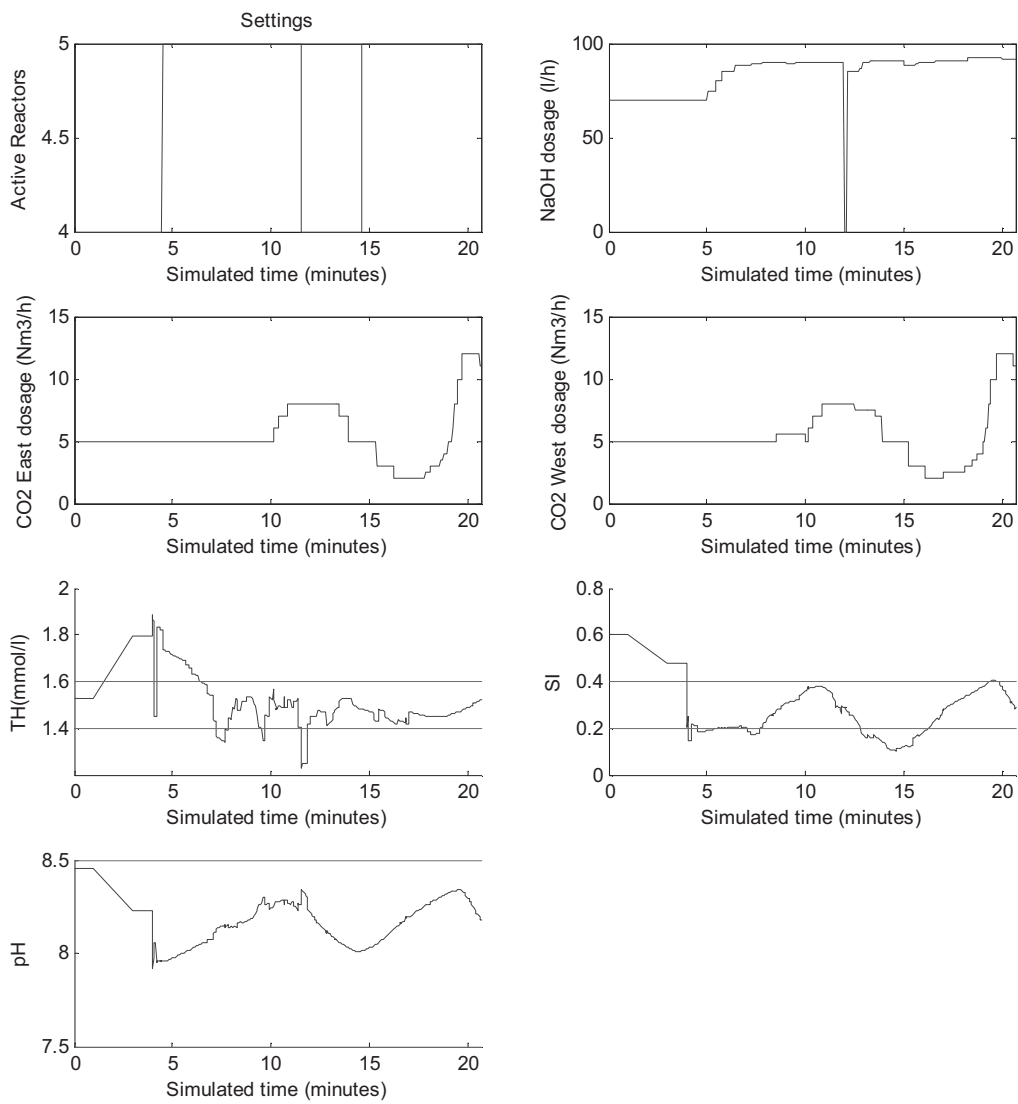 Settings
5
4.5
4
Active Reactors
0 5 10 15 20
Simulated time (minutes)
100
50
0
NaOH dosage (l/h)
0 5 10 15 20
Simulated time (minutes)
15
10
5
0
CO2 East dosage (Nm3/h)
0 5 10 15 20
Simulated time (minutes)
15
10
5
0
CO2 West dosage (Nm3/h)
0 5 10 15 20
Simulated time (minutes)
2
1.8
1.6
1.4
TH(mmol/l)
0 5 10 15 20
Simulated time (minutes)
0.8
0.6
0.4
0.2
0
SI
0 5 10 15 20
Simulated time (minutes)
8.5
8
7.5
pH
0 5 10 15 20
Simulated time (minutes)